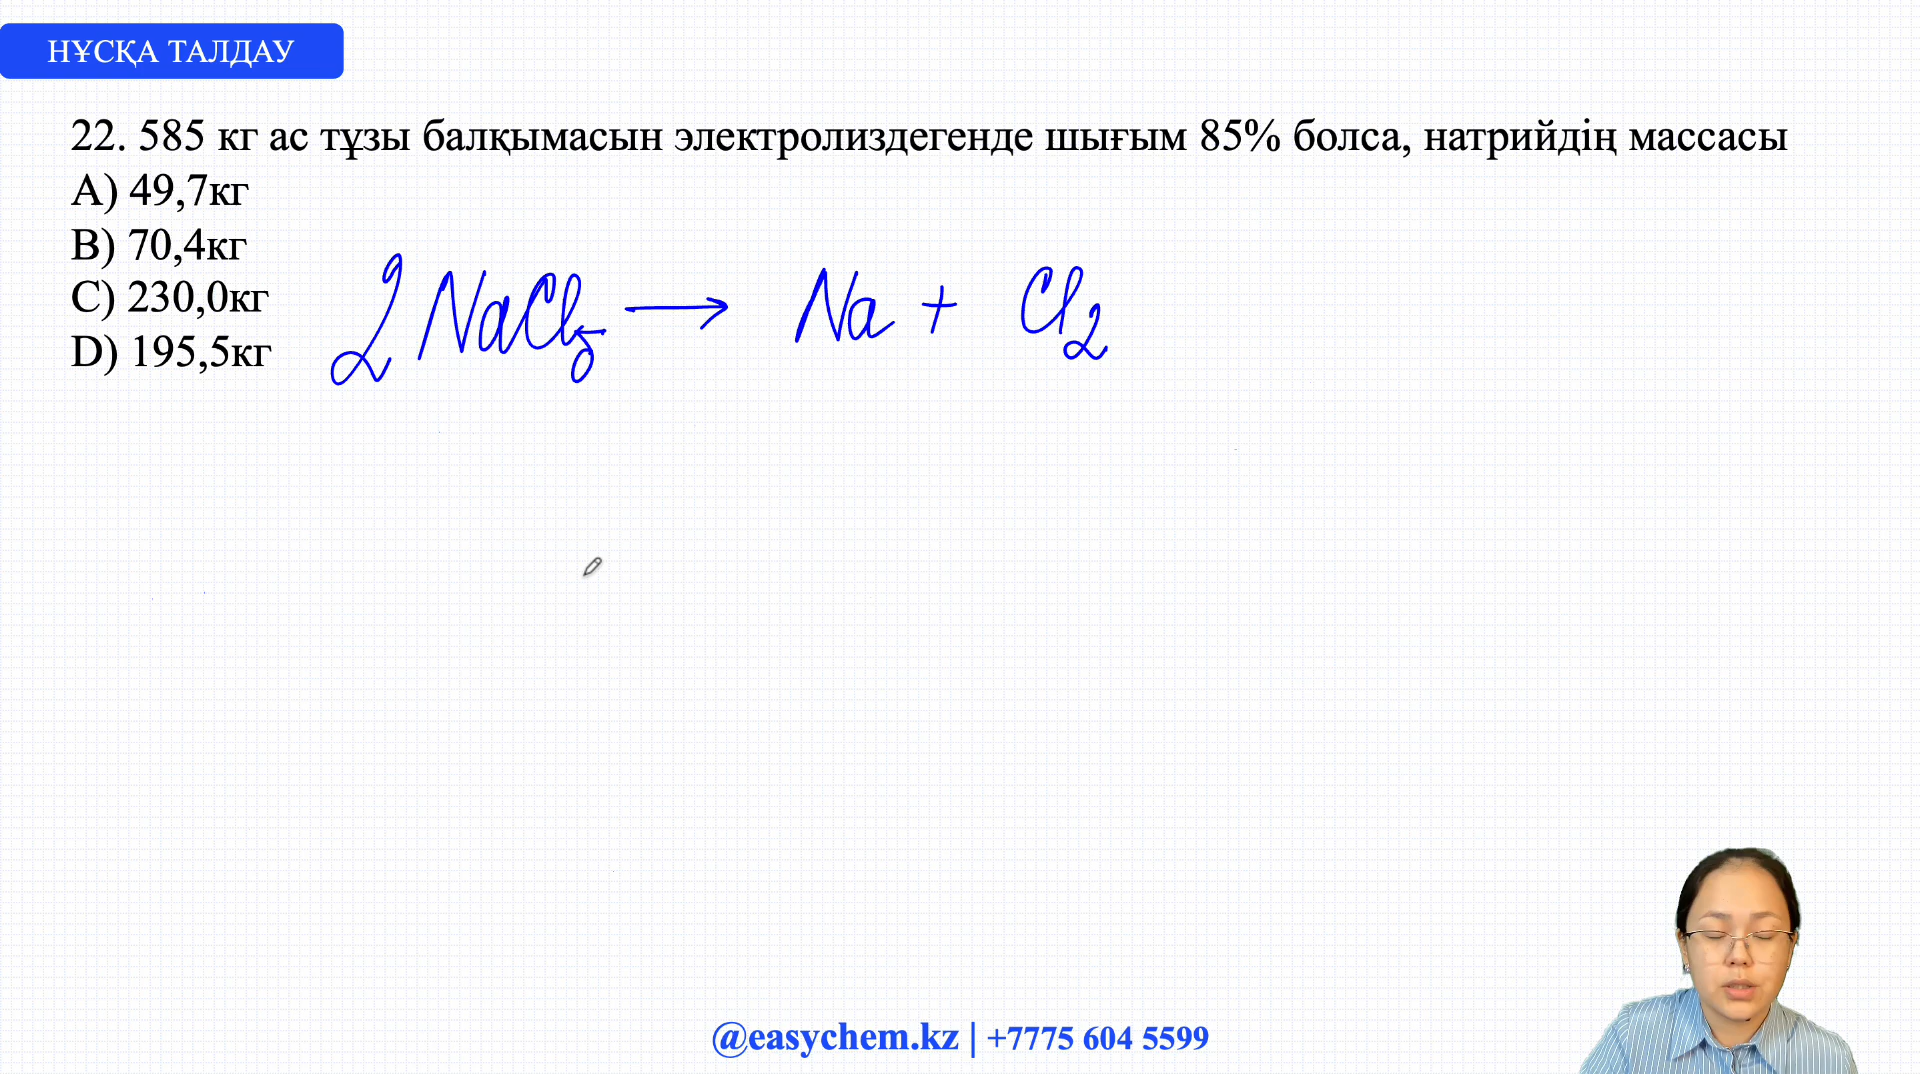 НҰСҚА ТАЛДАУ
22. 585 кг ас тұзы балқымасын электролиздегенде шығым 85% болса, натрийдің массасы
A) 49,7кг
B) 70,4кг
C) 230,0кг
D) 195,5кг
2 NaClб → Na + Cl2
@easychem.kz | +7775 604 5599